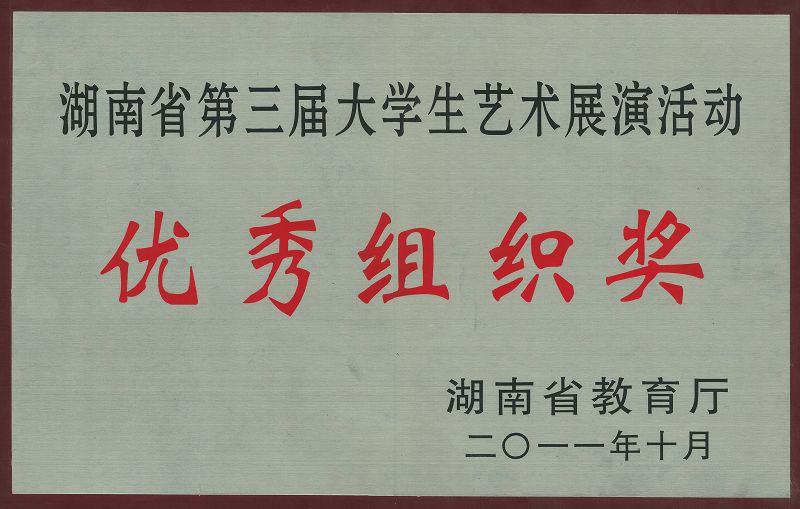 湖南省第三届大学生艺术展演活动
优秀组织奖
湖南省教育厅
二〇一一年十月